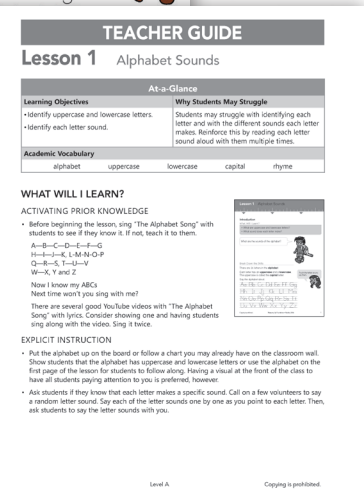 TEACHER GUIDE
Lesson 1 Alphabet Sounds
At-a-Glance
Learning Objectives
Why Students May Struggle
•Identify uppercase and lowercase letters.
•Identify each letter sound.
Students may struggle with identifying each
letter and with the different sounds each letter
makes. Reinforce this by reading each letter
sound aloud with them multiple times.
Academic Vocabulary
alphabet uppercase lowercase capital rhyme
WHAT WILL I LEARN?
ACTIVATING PRIOR KNOWLEDGE
• Before beginning the lesson, sing "The Alphabet Song" with
students to see if they know it. If not, teach it to them.
A—B—C—D—E—F—G
H—I—J—K, L-M-N-O-P
Q—R—S, T—U—V
W—X, Y and Z
Now I know my ABCs
Next time won't you sing with me?
There are several good YouTube videos with "The Alphabet
Song" with lyrics. Consider showing one and having students
sing along with the video. Sing it twice.
EXPLICIT INSTRUCTION
• Put the alphabet up on the board or follow a chart you may already have on the classroom wall.
Show students that the alphabet has uppercase and lowercase letters or use the alphabet on the
first page of the lesson for students to follow along. Having a visual at the front of the class to
have all students paying attention to you is preferred, however.
• Ask students if they know that each letter makes a specific sound. Call on a few volunteers to say
a random letter sound. Say each of the letter sounds one by one as you point to each letter. Then,
ask students to say the letter sounds with you.
Level A
Copying is prohibited.